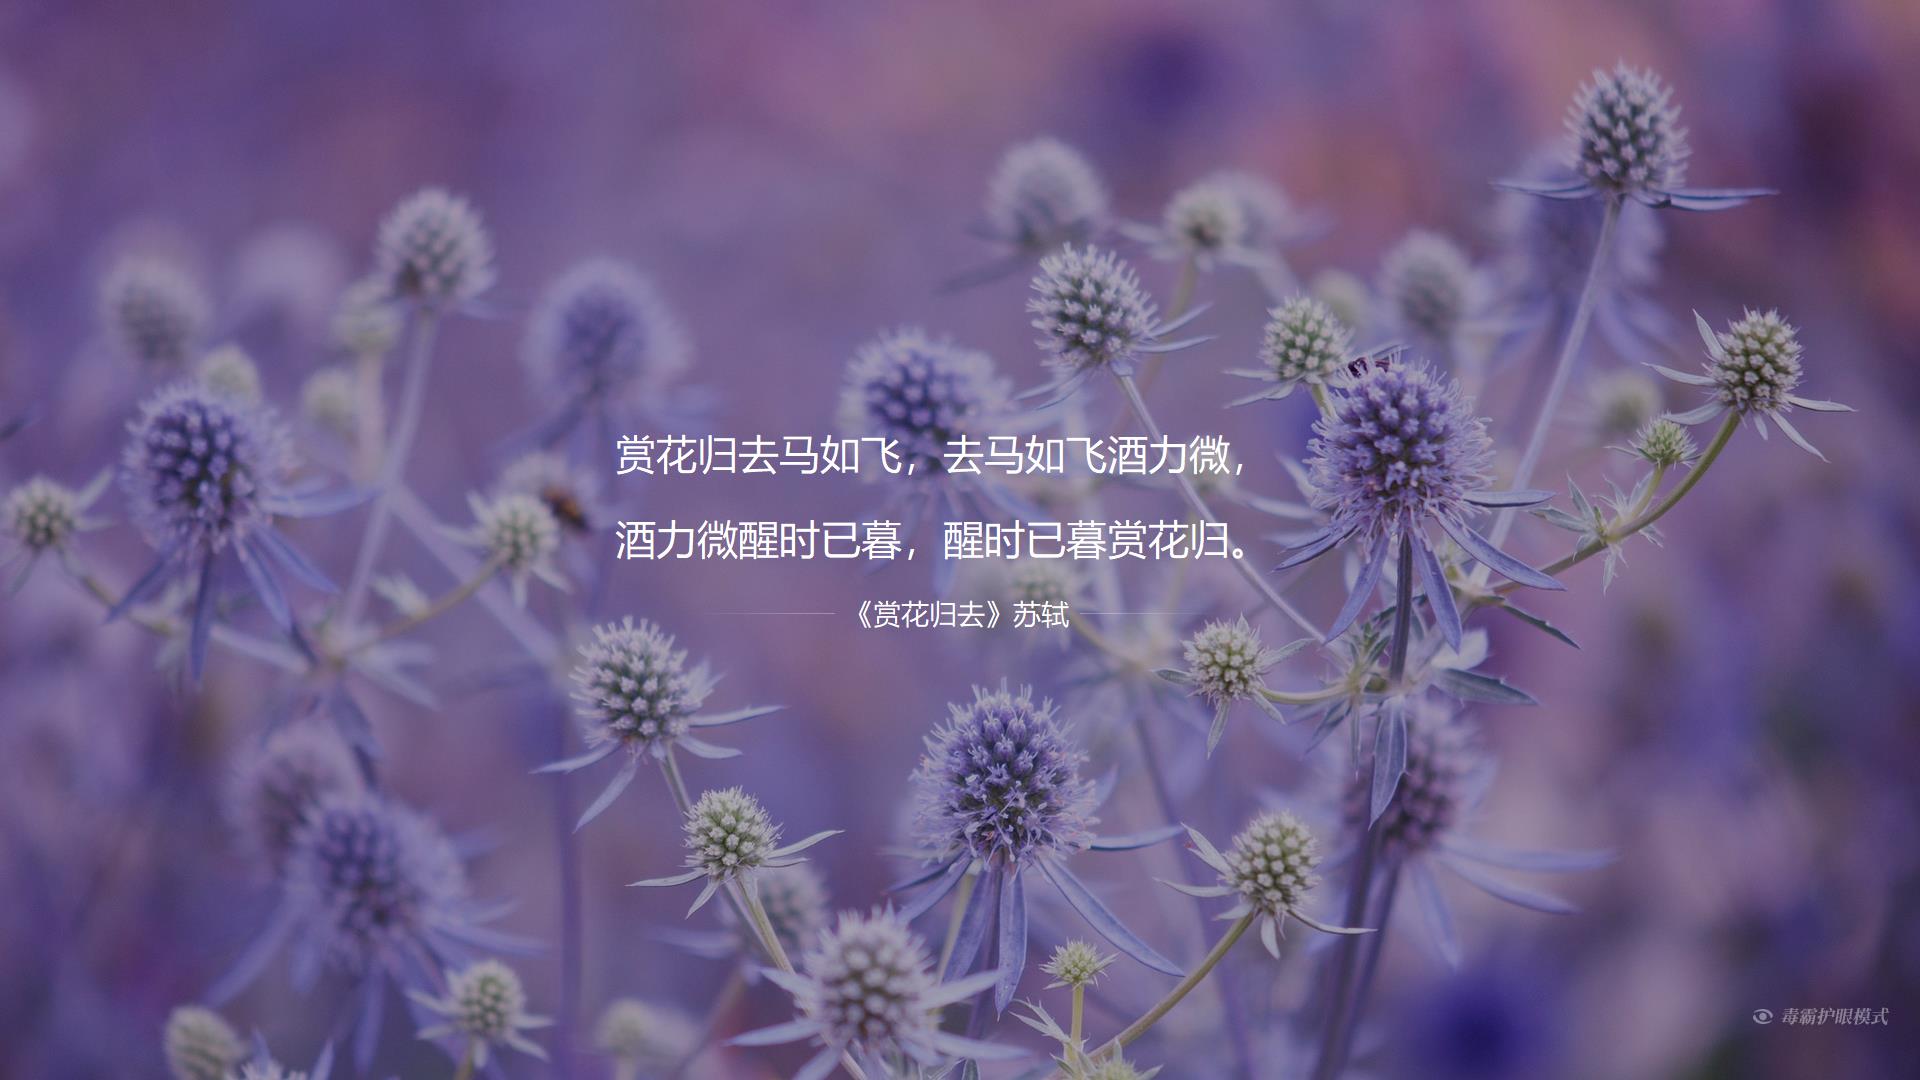 赏花归去马如飞，去马如飞酒力微，
酒力微醒时已暮，醒时已暮赏花归。
《赏花归去》苏轼
毒霸护眼模式